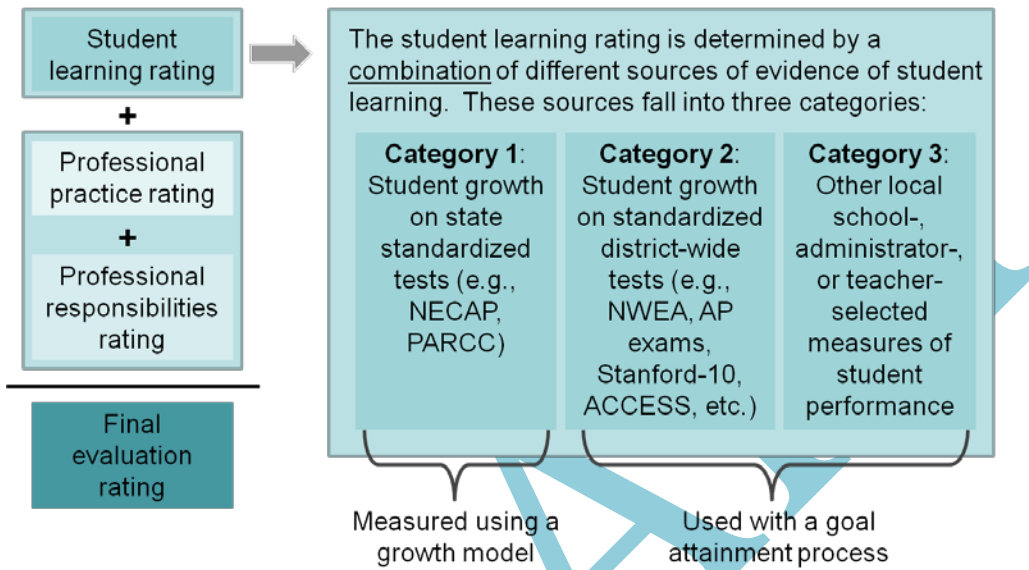 Student
learning rating
+
Professional
practice rating
+
Professional
responsibilities
rating
Final
evaluation
rating
The student learning rating is determined by a
combination of different sources of evidence of student
learning. These sources fall into three categories:
Category 1:
Student growth
on state
standardized
tests (e.g.,
NECAP,
PARCC)
Category 2:
Student growth
on standardized
district-wide
tests (e.g.,
NWEA, AP
exams,
Stanford-10,
ACCESS, etc.)
Category 3:
Other local
school-,
administrator-,
or teacher-
selected
measures of
student
performance
Measured using a
growth model
Used with a goal
attainment process